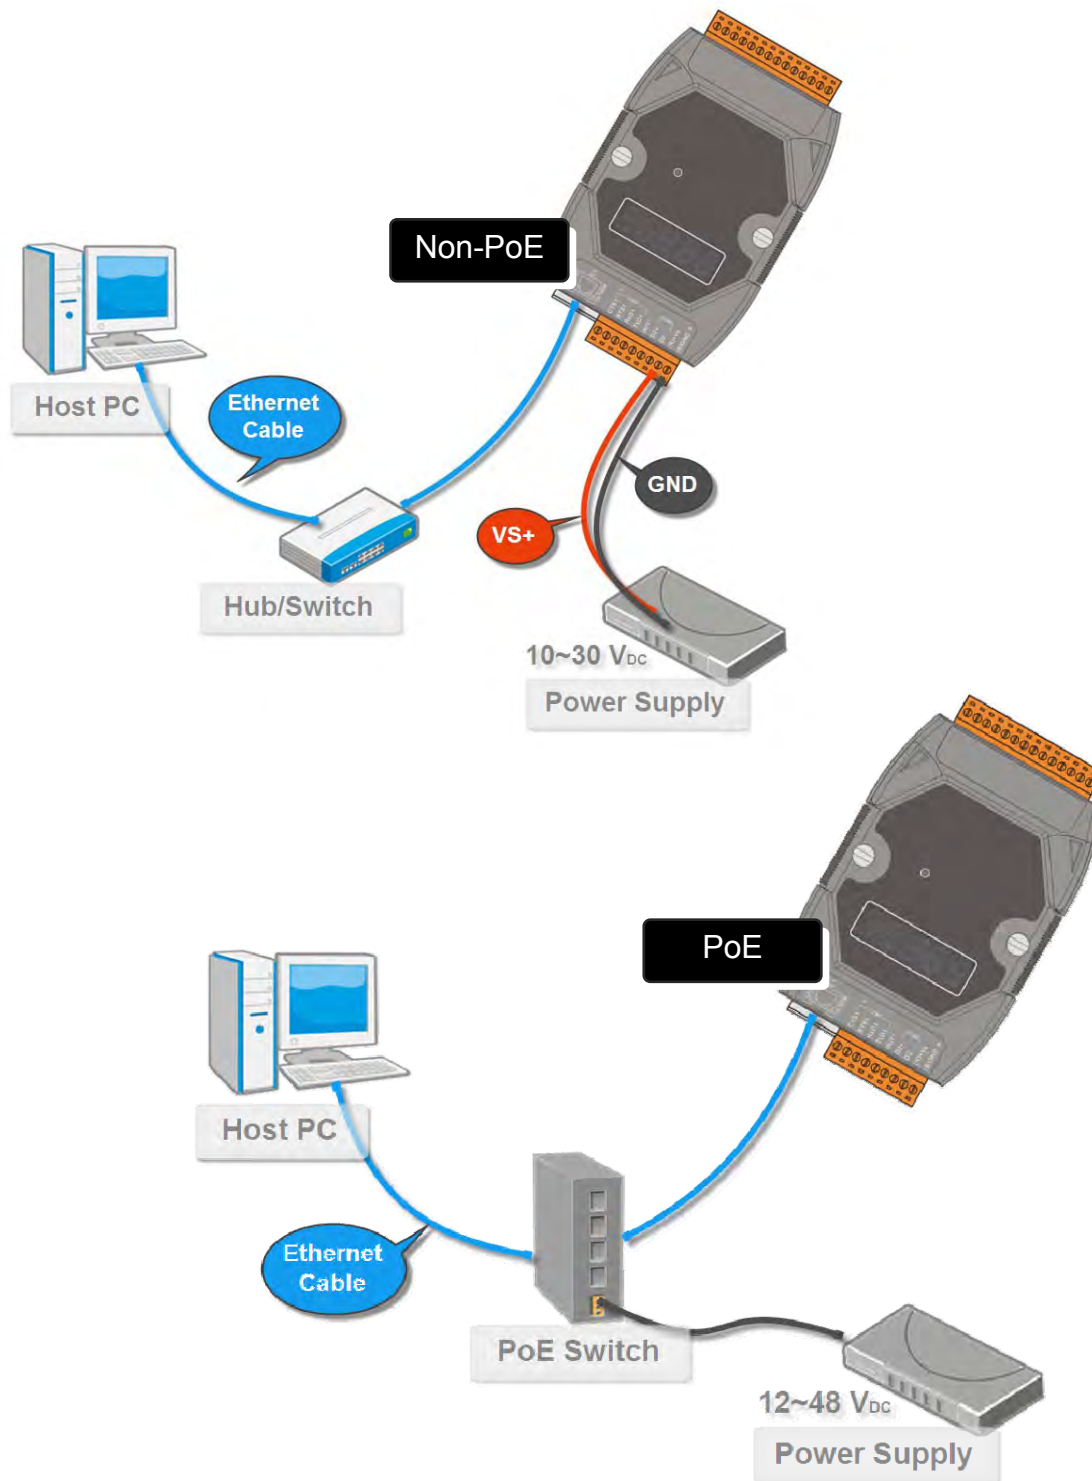 Non-PoE
Host PC
Ethernet
Cable
GND
VS+
Hub/Switch
10~30 VDC
Power Supply
PoE
Host PC
Ethernet
Cable
PoE Switch
12~48 VDC
Power Supply